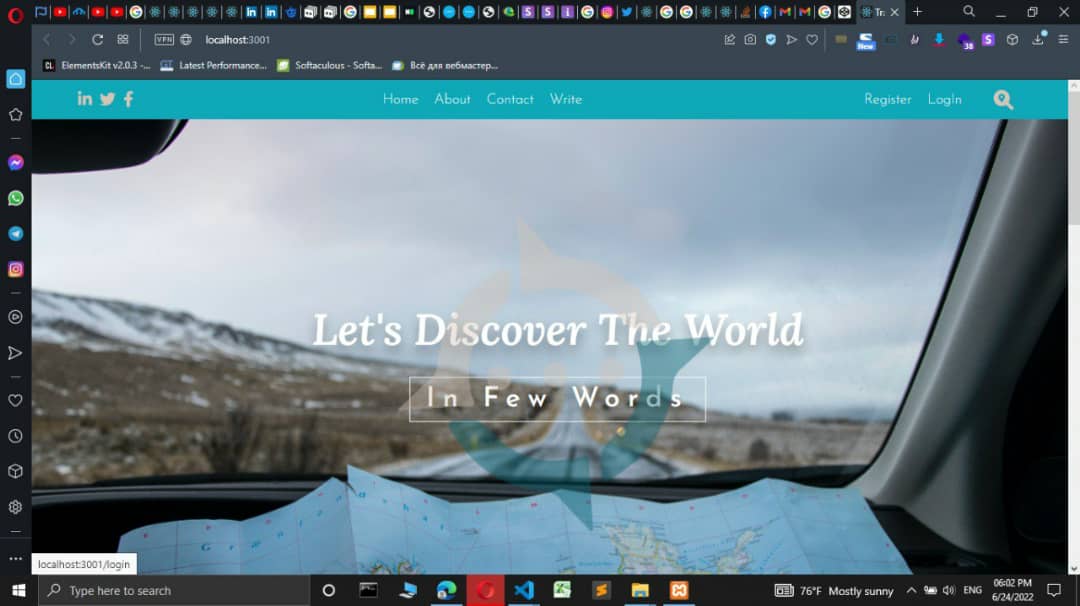 Tr
VPN
localhost:3001
New
38
S
CL ElementsKit v2.0.3 -...
Latest Performance...
Softaculous - Softa...
Всё для вебмастер...
Home About Contact Write
Register LogIn
Let's Discover The World
In Few Words
localhost:3001/login
Type here to search
76°F Mostly sunny
ENG
06:02 PM
6/24/2022